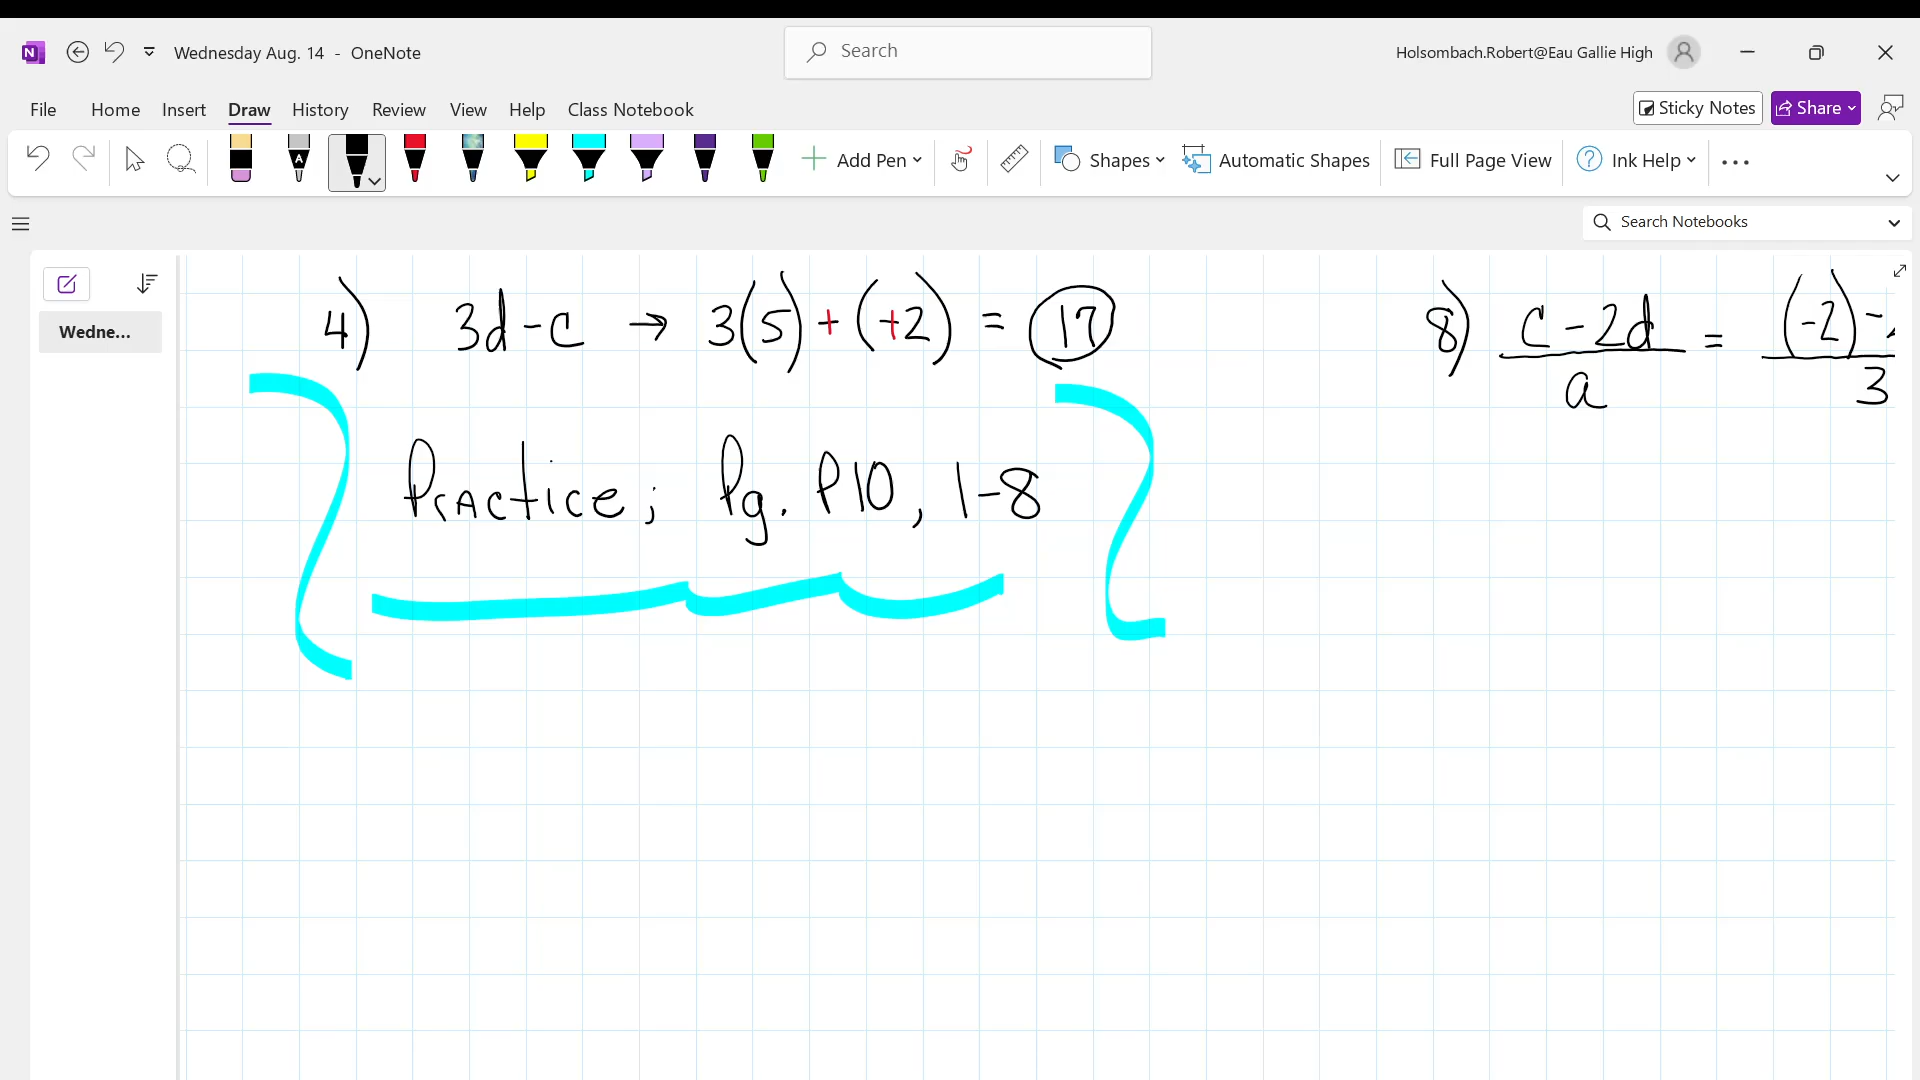 Wednesday Aug. 14 - OneNote
Search
Holsombach.Robert@Eau Gallie High
File Home Insert Draw History Review View Help Class Notebook
Sticky Notes
Share
A
Add Pen
Shapes
Automatic Shapes
Full Page View
Ink Help
Search Notebooks
Wedne...
4) 3d-c → 3(5)+(+2) = 17
8) c-2d / a = (-2)- / 3
Practice; Pg. P10, 1-8